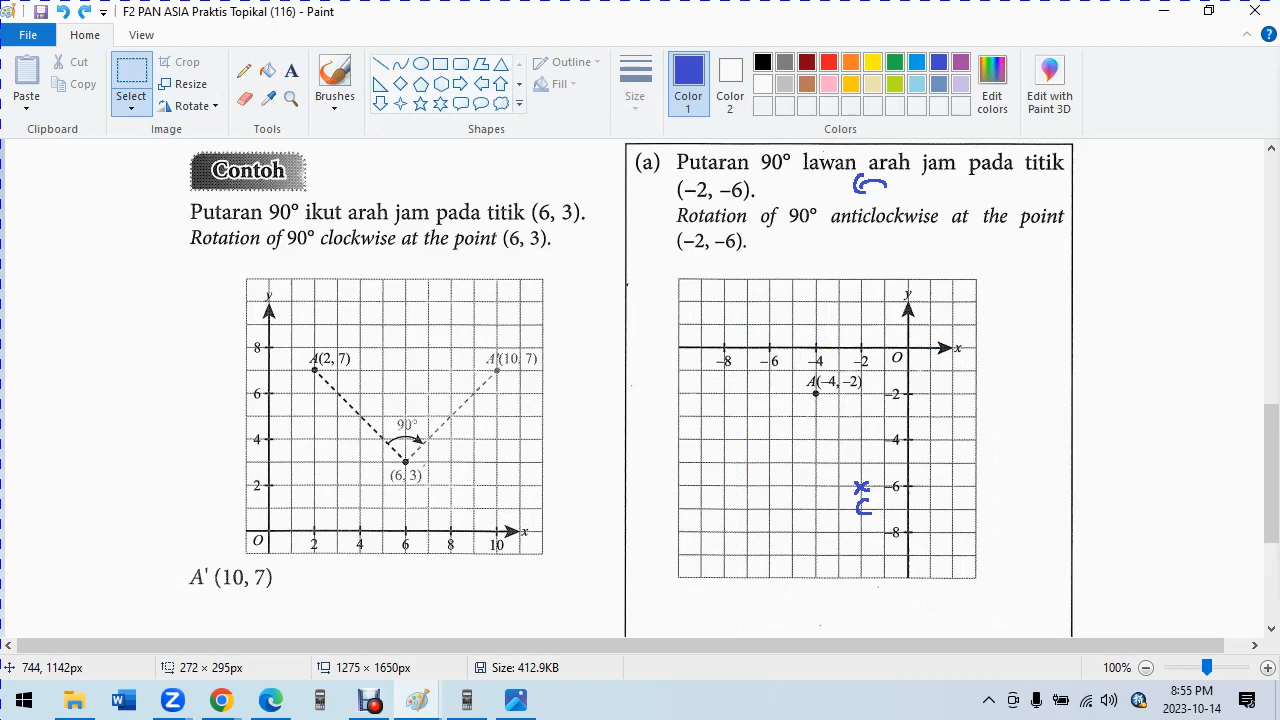 F2 PAN ASIA Praktis Topikal (116) - Paint
File
Home
View
Paste
Cut
Copy
Clipboard
Select
Crop
Resize
Rotate
Image
A
Tools
Brushes
Shapes
Outline
Fill
Size
Color 1
Color 2
Colors
Edit colors
Edit with Paint 3D
Contoh
Putaran 90° ikut arah jam pada titik (6, 3).
Rotation of 90° clockwise at the point (6, 3).
y
8
6
4
2
O
2 4 6 8 10 x
A(2, 7)
A'(10, 7)
90°
(6, 3)
A' (10, 7)
(a) Putaran 90° lawan arah jam pada titik
(–2, –6).
Rotation of 90° anticlockwise at the point
(–2, –6).
y
–8 –6 –4 –2 O x
A(–4, –2)
–2
–4
–6
C
–8
744, 1142px
272 × 295px
1275 × 1650px
Size: 412.9KB
100%
8:55 PM
2023-10-14